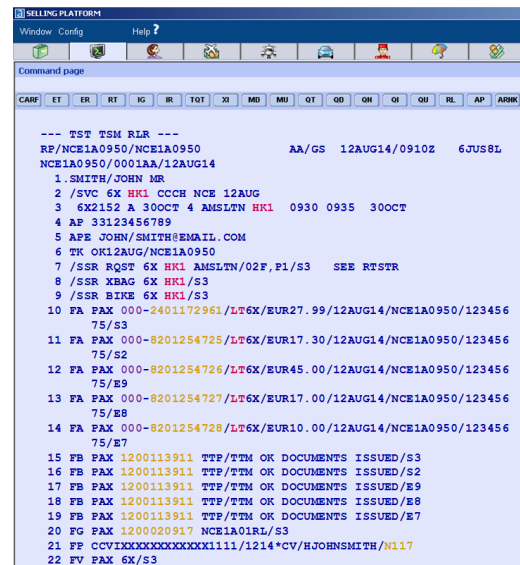 SELLING PLATFORM
Window Config Help ?
Command page
CARF ET ER RT IG IR TQT XI MD MU QT QD QN QI QU RL AP ARNK
--- TST TSM RLR ---
RP/NCE1A0950/NCE1A0950 AA/GS 12AUG14/0910Z 6JUS8L
NCE1A0950/0001AA/12AUG14
1.SMITH/JOHN MR
2 /SVC 6X HK1 CCCH NCE 12AUG
3 6X2152 A 30OCT 4 AMSLTN HK1 0930 0935 30OCT
4 AP 33123456789
5 APE JOHN/SMITH@EMAIL.COM
6 TK OK12AUG/NCE1A0950
7 /SSR RQST 6X HK1 AMSLTN/02F,P1/S3 SEE RTSTR
8 /SSR XBAG 6X HK1/S3
9 /SSR BIKE 6X HK1/S3
10 FA PAX 000-2401172961/LT6X/EUR27.99/12AUG14/NCE1A0950/123456
75/S3
11 FA PAX 000-8201254725/LT6X/EUR17.30/12AUG14/NCE1A0950/123456
75/S2
12 FA PAX 000-8201254726/LT6X/EUR45.00/12AUG14/NCE1A0950/123456
75/E9
13 FA PAX 000-8201254727/LT6X/EUR17.00/12AUG14/NCE1A0950/123456
75/E8
14 FA PAX 000-8201254728/LT6X/EUR10.00/12AUG14/NCE1A0950/123456
75/E7
15 FB PAX 1200113911 TTP/TTM OK DOCUMENTS ISSUED/S3
16 FB PAX 1200113911 TTP/TTM OK DOCUMENTS ISSUED/S2
17 FB PAX 1200113911 TTP/TTM OK DOCUMENTS ISSUED/E9
18 FB PAX 1200113911 TTP/TTM OK DOCUMENTS ISSUED/E8
19 FB PAX 1200113911 TTP/TTM OK DOCUMENTS ISSUED/E7
20 FG PAX 1200020917 NCE1A01RL/S3
21 FP CCVIXXXXXXXXXXXX1111/1214*CV/HJOHNSMITH/N117
22 FV PAX 6X/S3